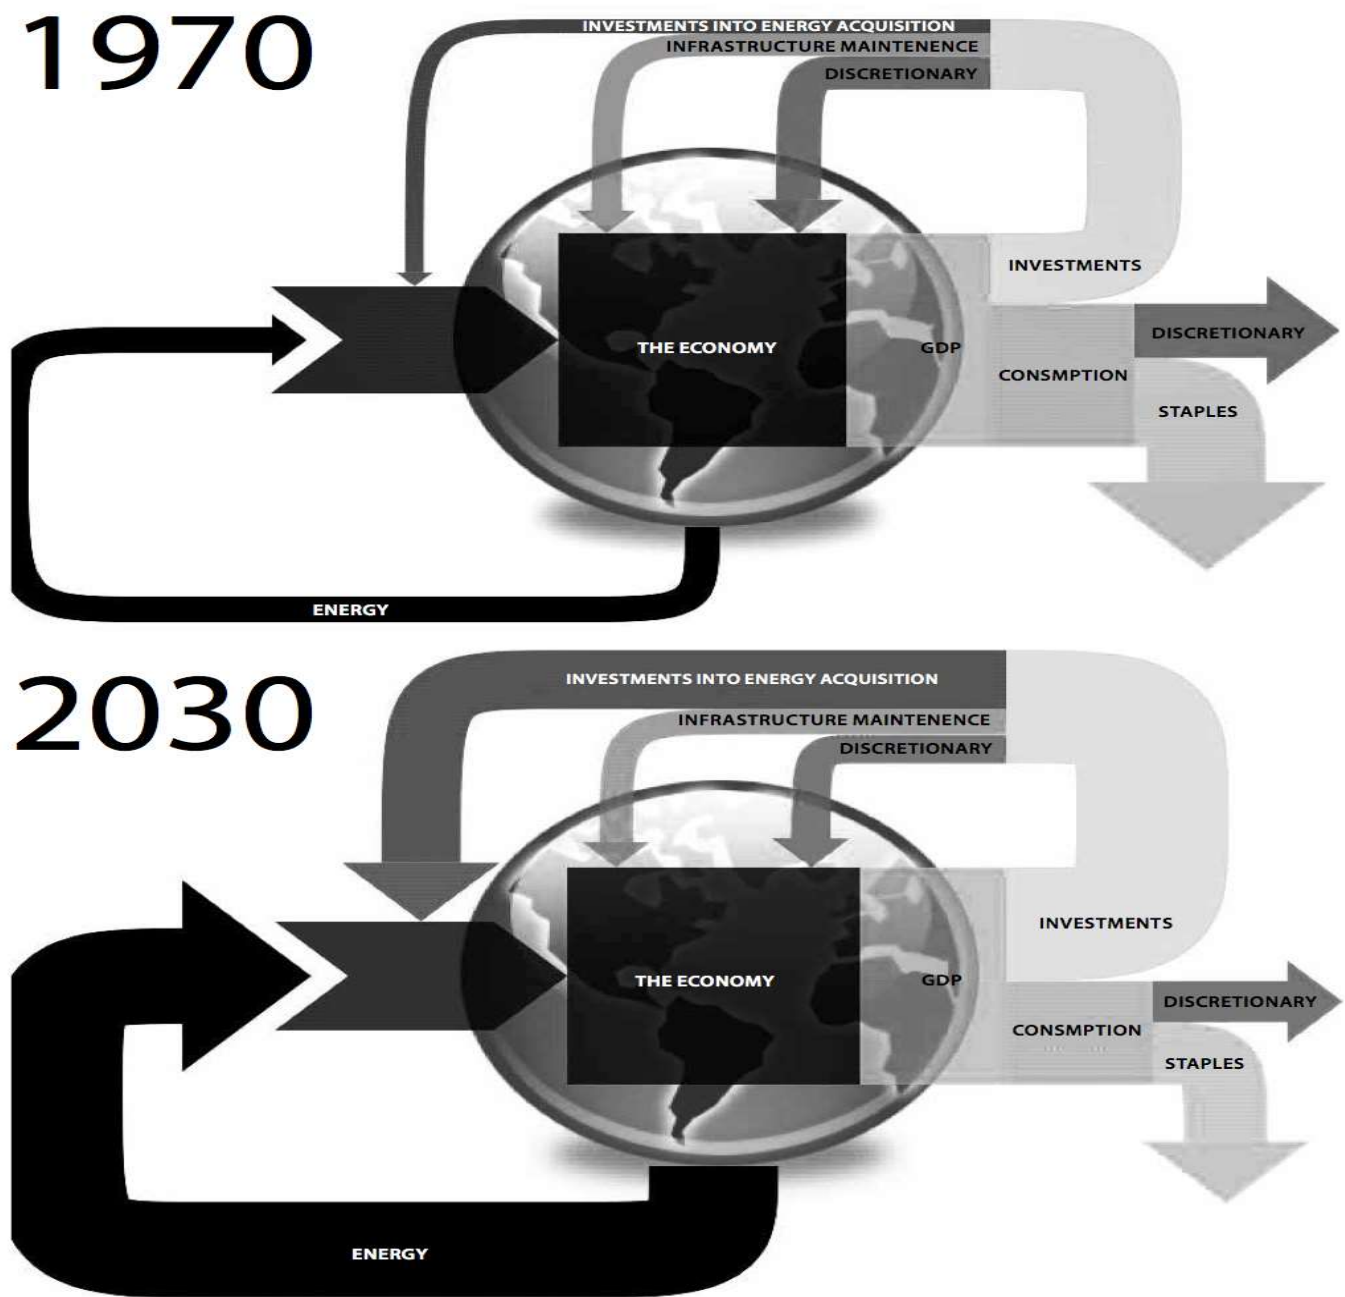 1970
INVESTMENTS INTO ENERGY ACQUISITION
INFRASTRUCTURE MAINTENENCE
DISCRETIONARY
INVESTMENTS
DISCRETIONARY
THE ECONOMY
GDP
CONSMPTION
STAPLES
ENERGY
2030
INVESTMENTS INTO ENERGY ACQUISITION
INFRASTRUCTURE MAINTENENCE
DISCRETIONARY
INVESTMENTS
THE ECONOMY
GDP
DISCRETIONARY
CONSMPTION
STAPLES
ENERGY